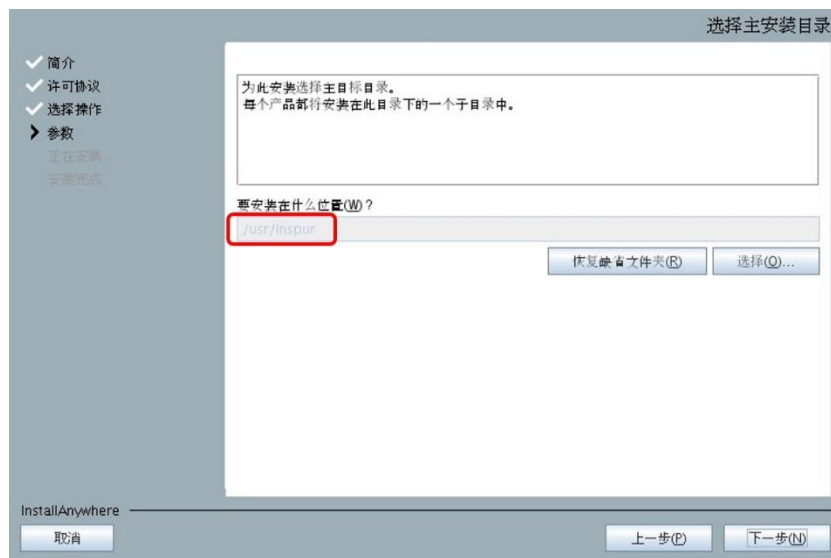 选择主安装目录
简介
许可协议
选择操作
参数
正在安装...
安装完成
为此安装选择主目标目录。
每个产品都将安装在此目录下的一个子目录中。
要安装在什么位置(W)？
/usr/Inspur
恢复缺省文件夹(R)
选择(O)...
InstallAnywhere
取消
上一步(P)
下一步(N)